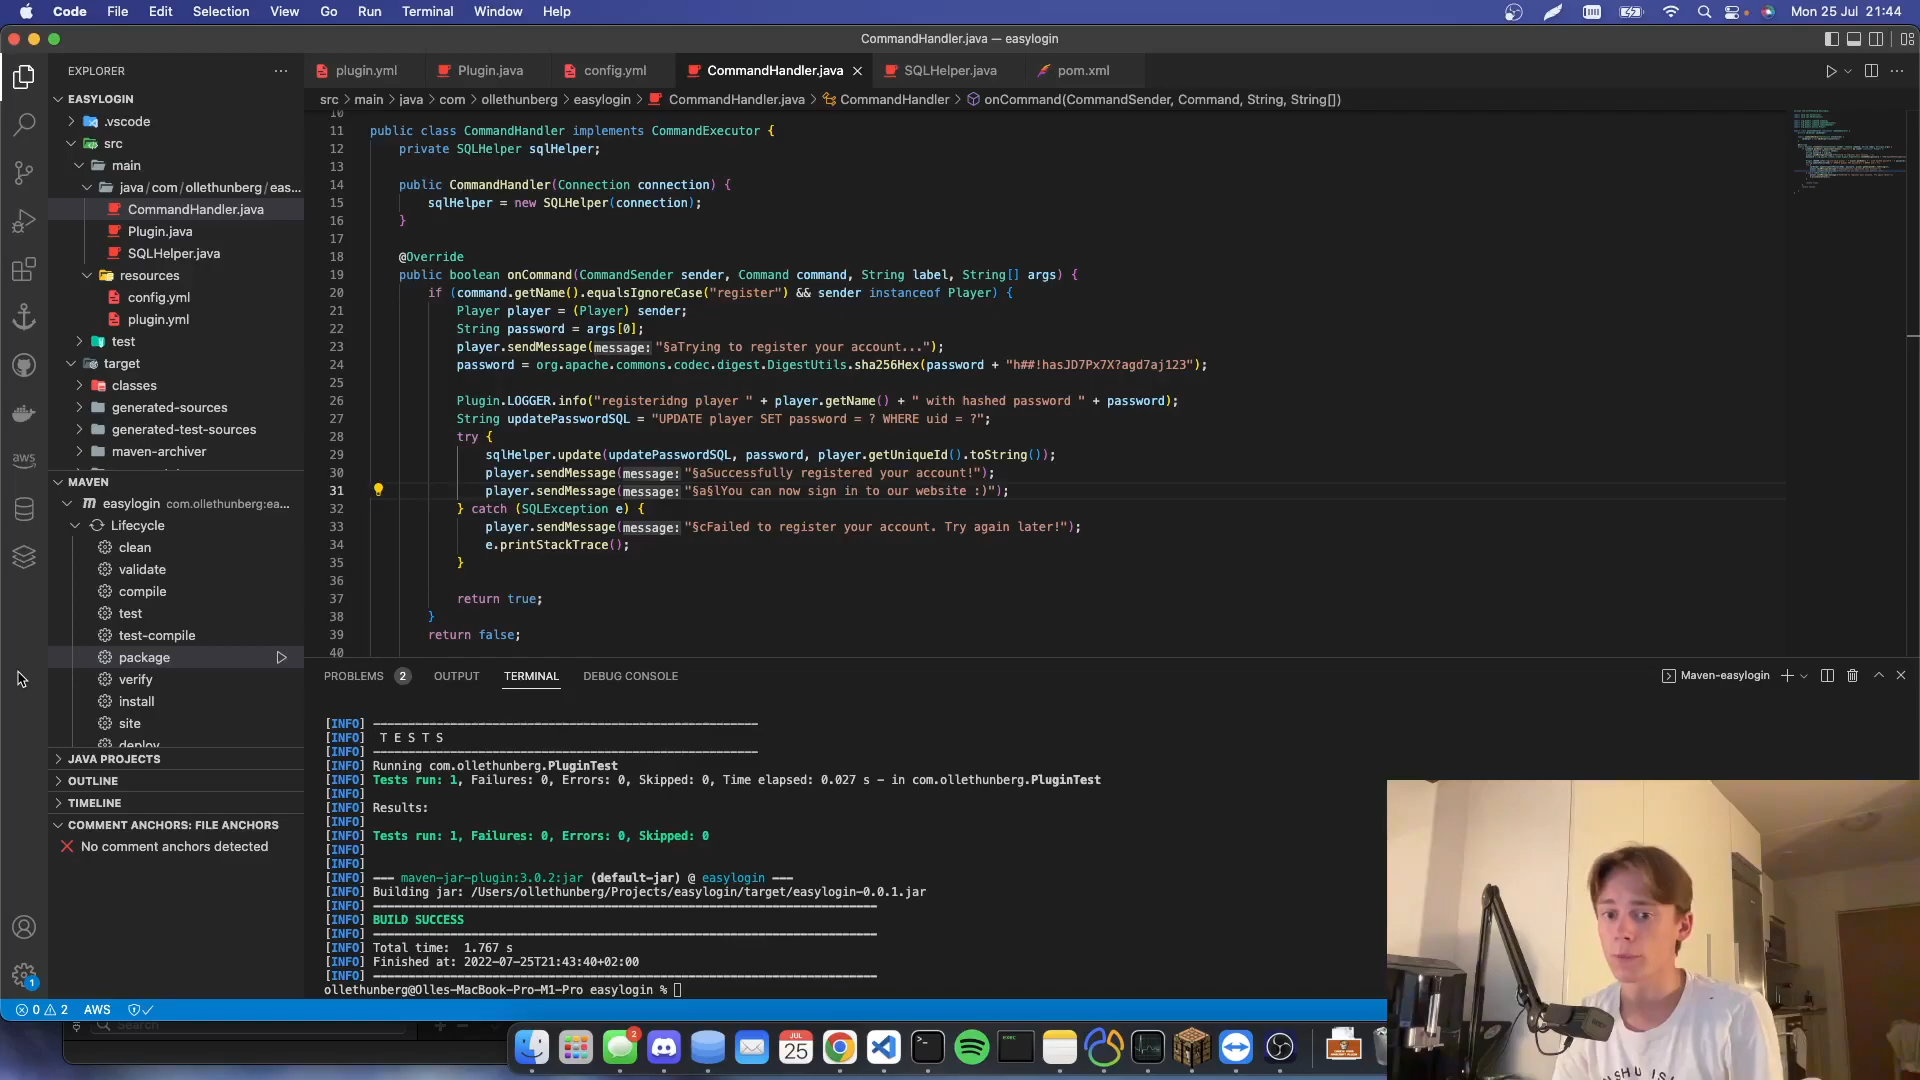 Code File Edit Selection View Go Run Terminal Window Help
Mon 25 Jul 21:44
CommandHandler.java — easylogin
EXPLORER
plugin.yml
Plugin.java
config.yml
CommandHandler.java
SQLHelper.java
pom.xml
src > main > java > com > ollethunberg > easylogin > CommandHandler.java > CommandHandler > onCommand(CommandSender, Command, String, String[])
EASYLOGIN
.vscode
src
main
java/com/ollethunberg/eas...
CommandHandler.java
Plugin.java
SQLHelper.java
resources
config.yml
plugin.yml
test
target
classes
generated-sources
generated-test-sources
maven-archiver
MAVEN
easylogin com.ollethunberg:ea...
Lifecycle
clean
validate
compile
test
test-compile
package
verify
install
site
deploy
JAVA PROJECTS
OUTLINE
TIMELINE
COMMENT ANCHORS: FILE ANCHORS
No comment anchors detected
10
11 public class CommandHandler implements CommandExecutor {
12 private SQLHelper sqlHelper;
13
14 public CommandHandler(Connection connection) {
15 sqlHelper = new SQLHelper(connection);
16 }
17
18 @Override
19 public boolean onCommand(CommandSender sender, Command command, String label, String[] args) {
20 if (command.getName().equalsIgnoreCase("register") && sender instanceof Player) {
21 Player player = (Player) sender;
22 String password = args[0];
23 player.sendMessage(message: "§aTrying to register your account...");
24 password = org.apache.commons.codec.digest.DigestUtils.sha256Hex(password + "h##!hasJD7Px7X?agd7aj123");
25
26 Plugin.LOGGER.info("registeridng player " + player.getName() + " with hashed password " + password);
27 String updatePasswordSQL = "UPDATE player SET password = ? WHERE uid = ?";
28 try {
29 sqlHelper.update(updatePasswordSQL, password, player.getUniqueId().toString());
30 player.sendMessage(message: "§aSuccessfully registered your account!");
31 player.sendMessage(message: "§a§lYou can now sign in to our website :)");
32 } catch (SQLException e) {
33 player.sendMessage(message: "§cFailed to register your account. Try again later!");
34 e.printStackTrace();
35 }
36
37 return true;
38 }
39 return false;
40
PROBLEMS 2 OUTPUT TERMINAL DEBUG CONSOLE
Maven-easylogin
[INFO] -------------------------------------------------------
[INFO] T E S T S
[INFO] -------------------------------------------------------
[INFO] Running com.ollethunberg.PluginTest
[INFO] Tests run: 1, Failures: 0, Errors: 0, Skipped: 0, Time elapsed: 0.027 s - in com.ollethunberg.PluginTest
[INFO]
[INFO] Results:
[INFO]
[INFO] Tests run: 1, Failures: 0, Errors: 0, Skipped: 0
[INFO]
[INFO]
[INFO] --- maven-jar-plugin:3.0.2:jar (default-jar) @ easylogin ---
[INFO] Building jar: /Users/ollethunberg/Projects/easylogin/target/easylogin-0.0.1.jar
[INFO] ------------------------------------------------------------------------
[INFO] BUILD SUCCESS
[INFO] ------------------------------------------------------------------------
[INFO] Total time: 1.767 s
[INFO] Finished at: 2022-07-25T21:43:40+02:00
[INFO] ------------------------------------------------------------------------
ollethunberg@Olles-MacBook-Pro-M1-Pro easylogin %
1
0 2 AWS
Search
2
JUL
25